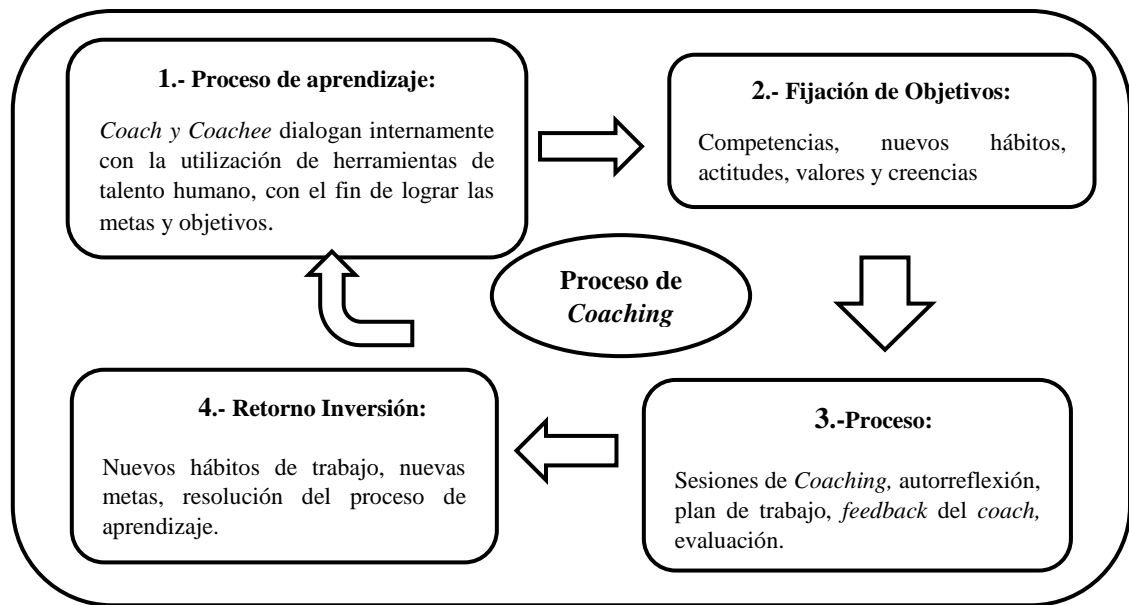 1.- Proceso de aprendizaje:
Coach y Coachee dialogan internamente
con la utilización de herramientas de
talento humano, con el fin de lograr las
metas y objetivos.
2.- Fijación de Objetivos:
Competencias, nuevos hábitos,
actitudes, valores y creencias
Proceso de
Coaching
4.- Retorno Inversión:
Nuevos hábitos de trabajo, nuevas
metas, resolución del proceso de
aprendizaje.
3.-Proceso:
Sesiones de Coaching, autorreflexión,
plan de trabajo, feedback del coach,
evaluación.